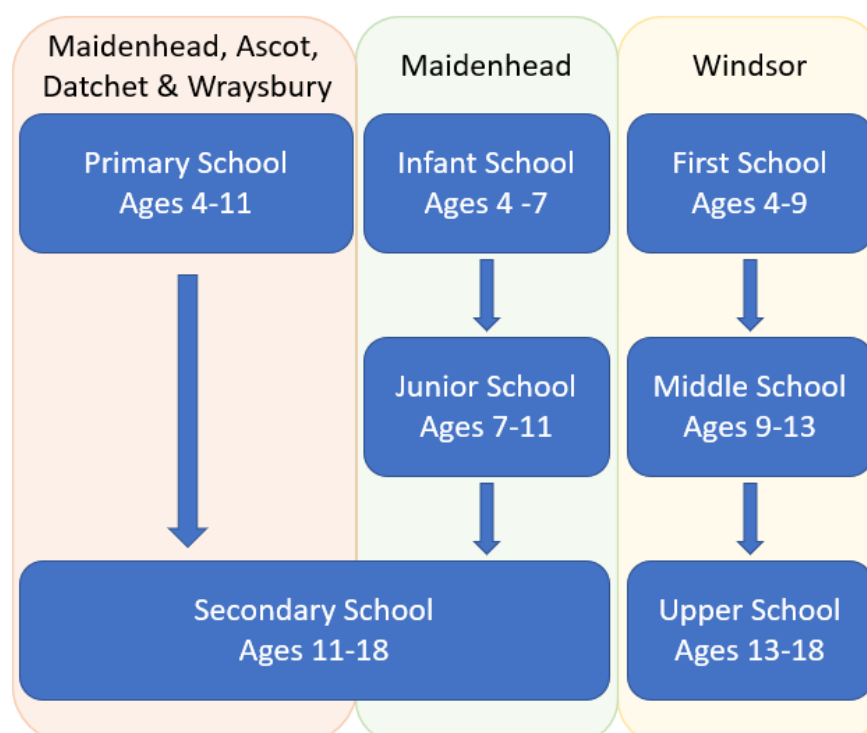 Maidenhead, Ascot,
Datchet & Wraysbury
Maidenhead
Windsor
Primary School
Ages 4-11
Infant School
Ages 4 -7
First School
Ages 4-9
Junior School
Ages 7-11
Middle School
Ages 9-13
Secondary School
Ages 11-18
Upper School
Ages 13-18